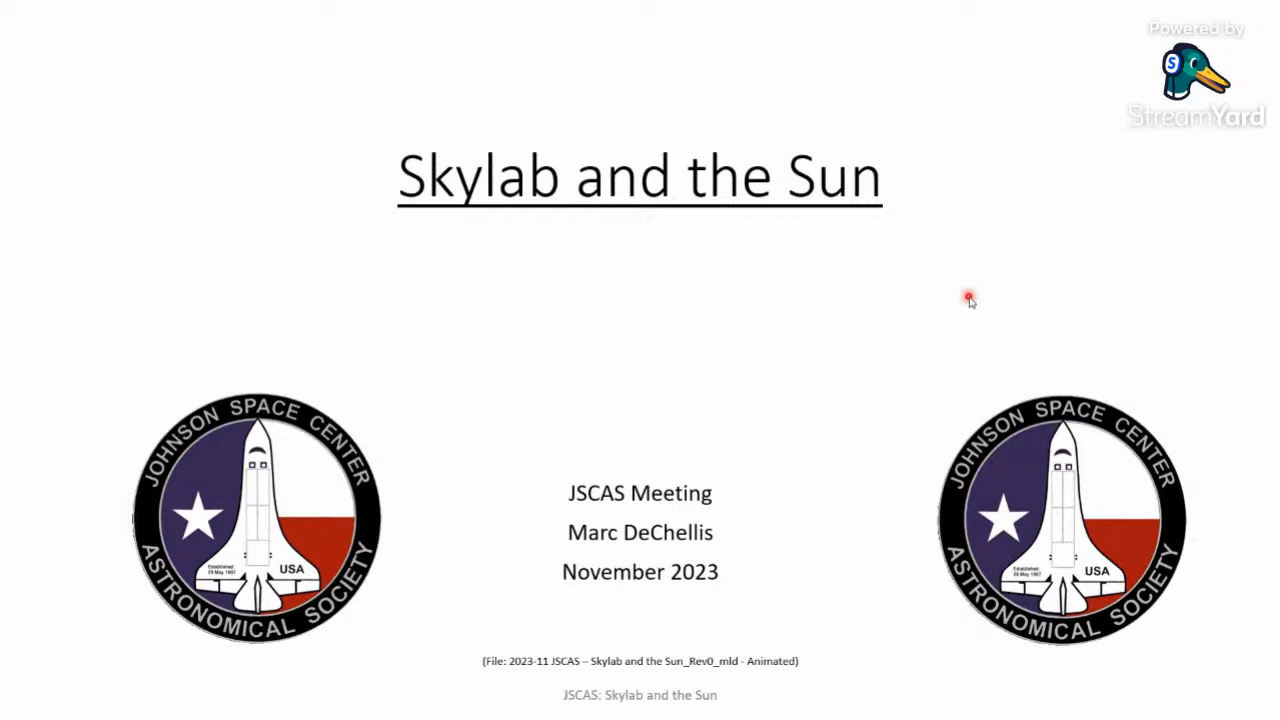 Powered by
S
StreamYard
Skylab and the Sun
JOHNSON SPACE CENTER
USA
ASTRONOMICAL SOCIETY
JSCAS Meeting
Marc DeChellis
November 2023
JOHNSON SPACE CENTER
USA
ASTRONOMICAL SOCIETY
(File: 2023-11 JSCAS – Skylab and the Sun_Rev0_mld - Animated)
JSCAS: Skylab and the Sun